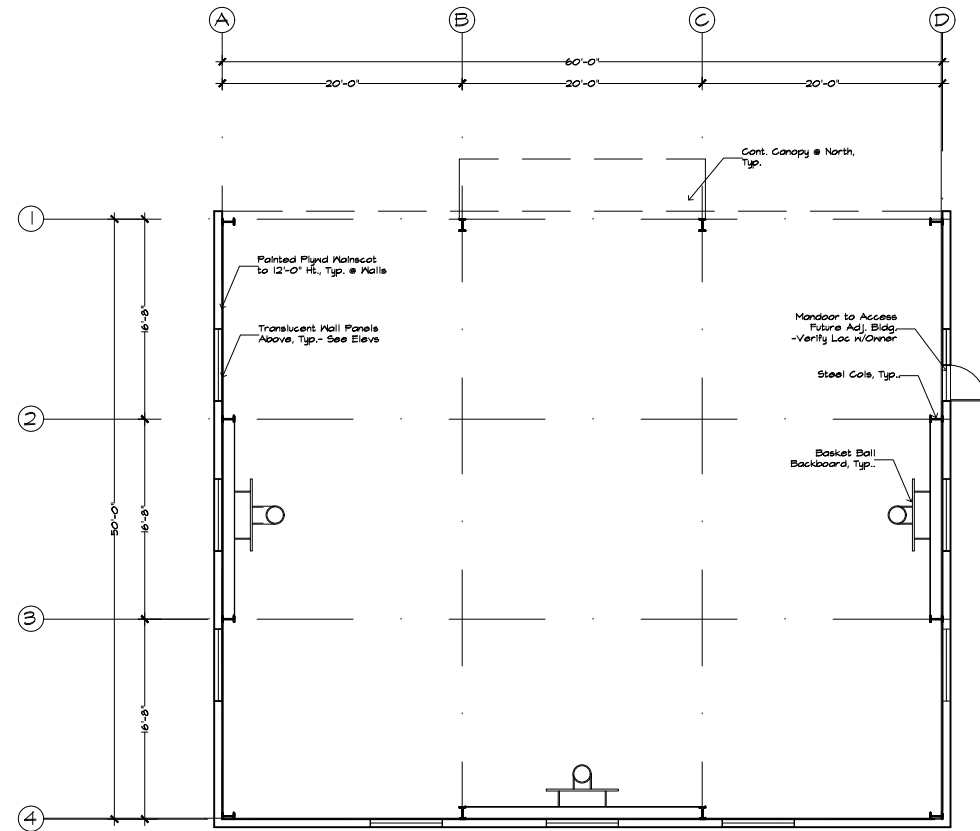 A B C D
60'-0"
20'-0" 20'-0" 20'-0"
Cont. Canopy @ North,
Typ.
1
Painted Plywd Wainscot
to 12'-0" Ht., Typ. @ Walls
16'-8"
Translucent Wall Panels
Above, Typ.- See Elevs
Mandoor to Access
Future Adj. Bldg.
-Verify Loc w/Owner
Steel Cols, Typ..
2
Basket Ball
Backboard, Typ..
50'-0"
16'-8"
3
16'-8"
4